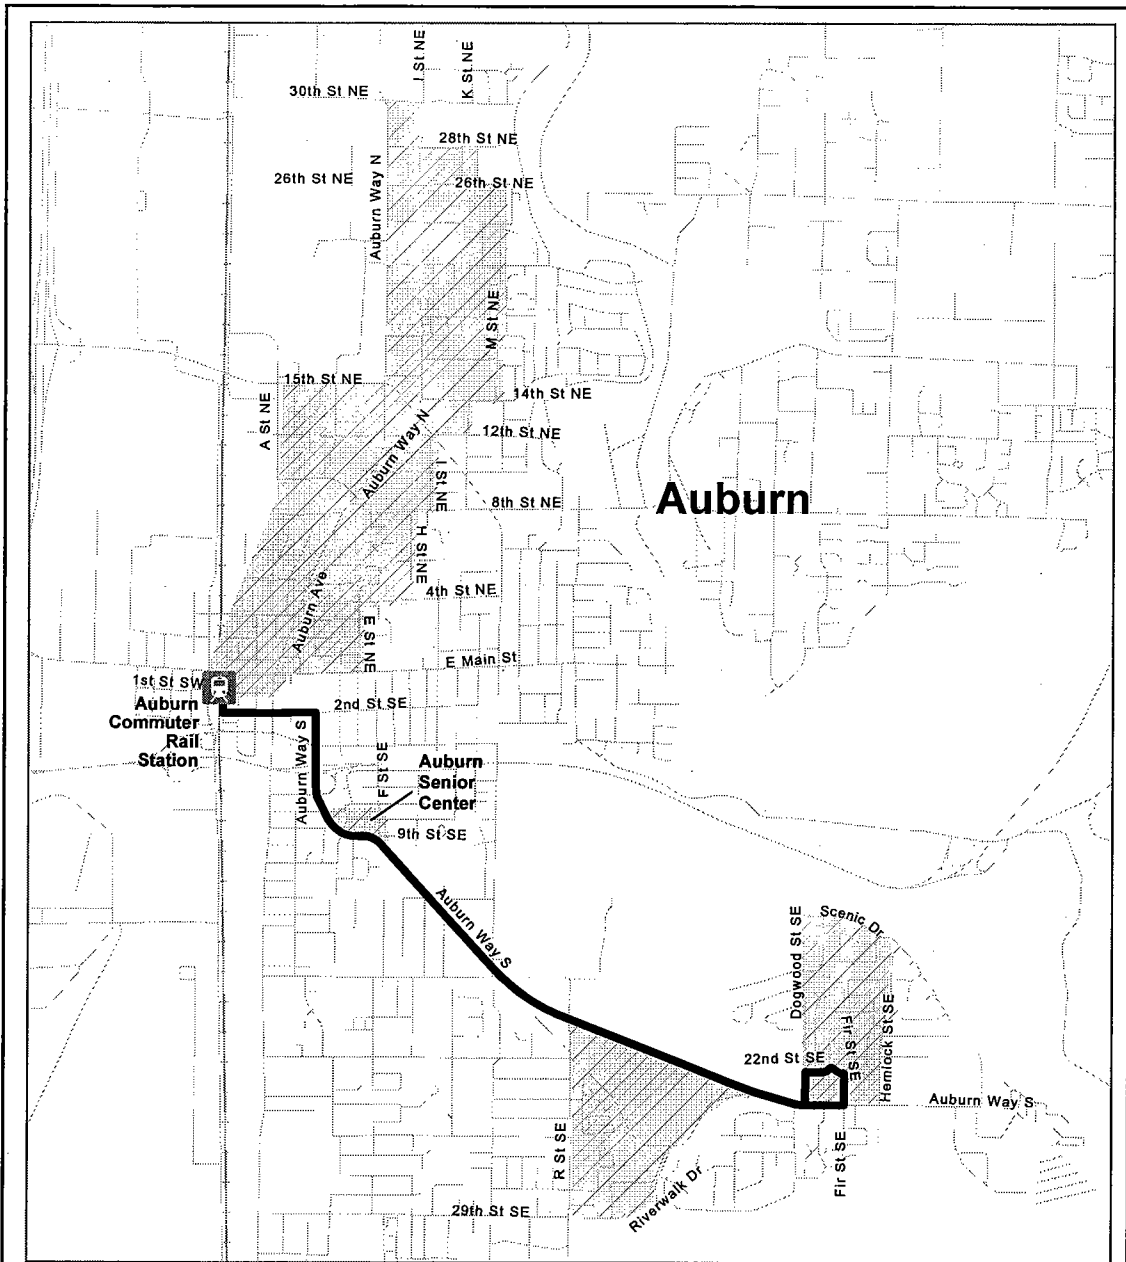 I St NE
K St NE
30th St NE
28th St NE
26th St NE
26th St NE
Auburn Way N
M St NE
15th St NE
14th St NE
A St NE
Auburn Way N
12th St NE
I St NE
8th St NE
Auburn
H St NE
Auburn Ave
4th St NE
E St NE
E Main St
1st St SW
Auburn
Commuter
Rail
Station
2nd St SE
Auburn Way S
F St SE
Auburn
Senior
Center
9th St SE
Auburn Way S
Dogwood St SE
Scenic Dr
Fir St SE
Hemlock St SE
22nd St SE
Auburn Way S
R St SE
Fir St SE
Riverwalk Dr
29th St SE